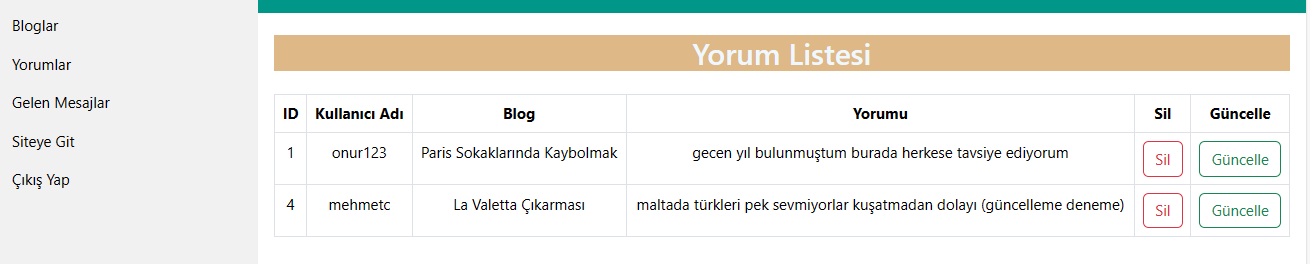 Bloglar
Yorumlar
Gelen Mesajlar
Siteye Git
Çıkış Yap
Yorum Listesi
ID Kullanıcı Adı Blog Yorumu Sil Güncelle
1 onur123 Paris Sokaklarında Kaybolmak gecen yıl bulunmuştum burada herkese tavsiye ediyorum Sil Güncelle
4 mehmetc La Valetta Çıkarması maltada türkleri pek sevmiyorlar kuşatmadan dolayı (güncelleme deneme) Sil Güncelle